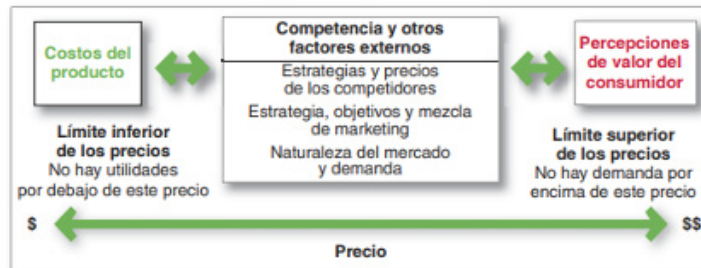 Costos del
producto
Límite inferior
de los precios
No hay utilidades
por debajo de este precio
Competencia y otros
factores externos
Estrategias y precios
de los competidores
Estrategia, objetivos y mezcla
de marketing
Naturaleza del mercado
y demanda
Percepciones
de valor del
consumidor
Límite superior
de los precios
No hay demanda por
encima de este precio
$
$$
Precio